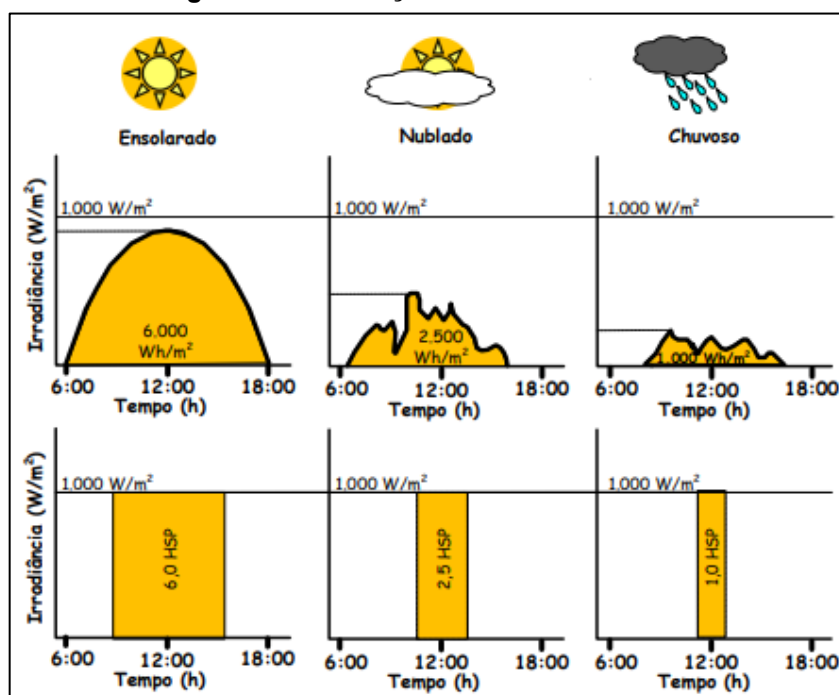 Ensolarado
Nublado
Chuvoso
Irradiância (W/m²)
1.000 W/m²
6.000
Wh/m²
6:00 12:00 18:00
Tempo (h)
1.000 W/m²
2.500
Wh/m²
6:00 12:00 18:00
Tempo (h)
1.000 W/m²
1.000 Wh/m²
6:00 12:00 18:00
Tempo (h)
Irradiância (W/m²)
1.000 W/m²
6,0 HSP
6:00 12:00 18:00
Tempo (h)
1.000 W/m²
2,5 HSP
6:00 12:00 18:00
Tempo (h)
1.000 W/m²
1,0 HSP
6:00 12:00 18:00
Tempo (h)